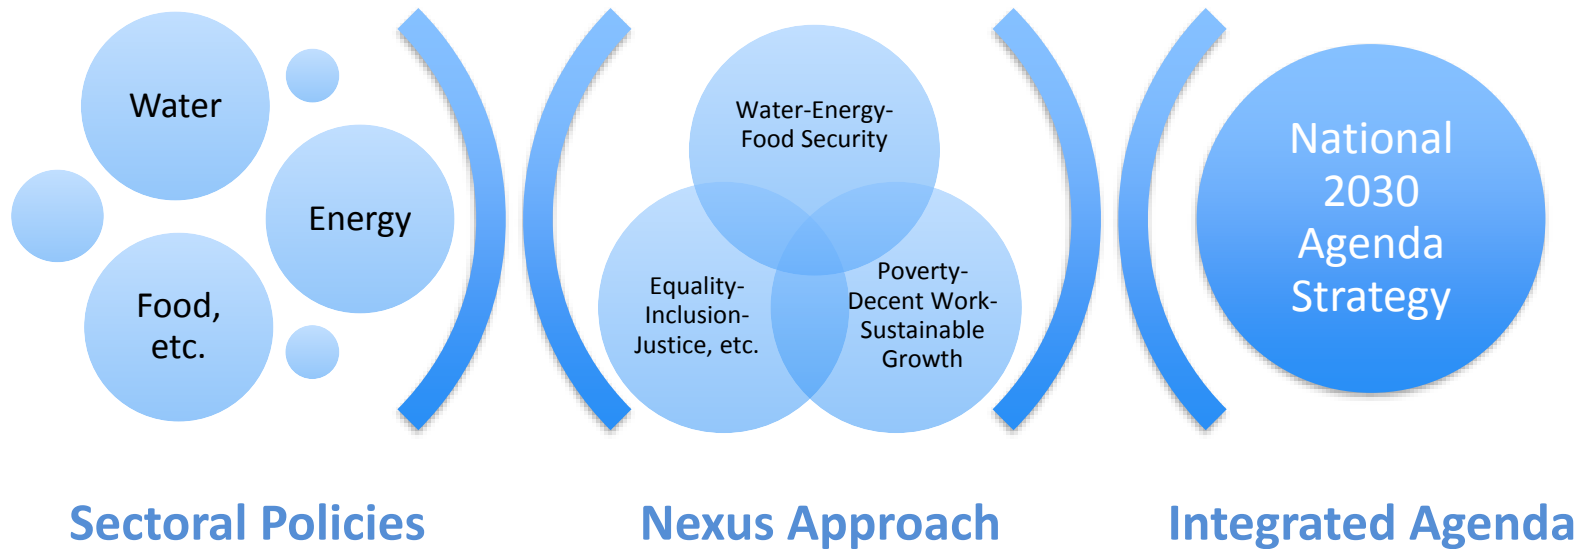 Water
Energy
Food,
etc.
Water-Energy-
Food Security
Equality-
Inclusion-
Justice, etc.
Poverty-
Decent Work-
Sustainable
Growth
National
2030
Agenda
Strategy
Sectoral Policies
Nexus Approach
Integrated Agenda